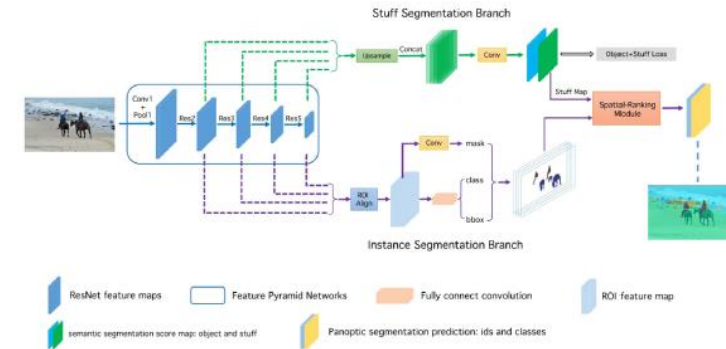 Stuff Segmentation Branch
Upsample
Concat
Conv
Object+Stuff Loss
Conv1
+
Pool1
Res2
Res3
Res4
Res5
Stuff Map
Spatial-Ranking
Module
ROI
Align
Conv
mask
class
bbox
Instance Segmentation Branch
ResNet feature maps
Feature Pyramid Networks
Fully connect convolution
ROI feature map
semantic segmentation score map: object and stuff
Panoptic segmentation prediction: ids and classes